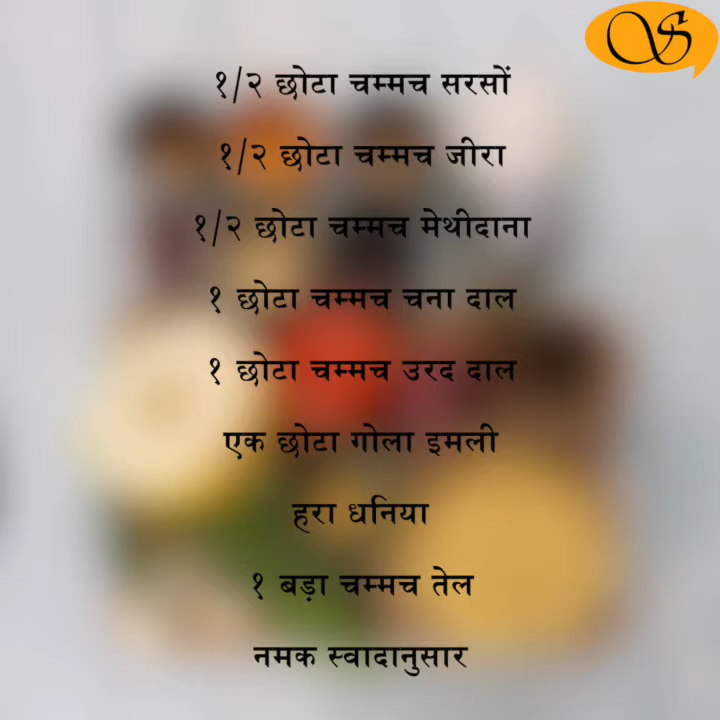 १/२ छोटा चम्मच सरसों
१/२ छोटा चम्मच जीरा
१/२ छोटा चम्मच मेथीदाना
१ छोटा चम्मच चना दाल
१ छोटा चम्मच उरद दाल
एक छोटा गोला इमली
हरा धनिया
१ बड़ा चम्मच तेल
नमक स्वादानुसार